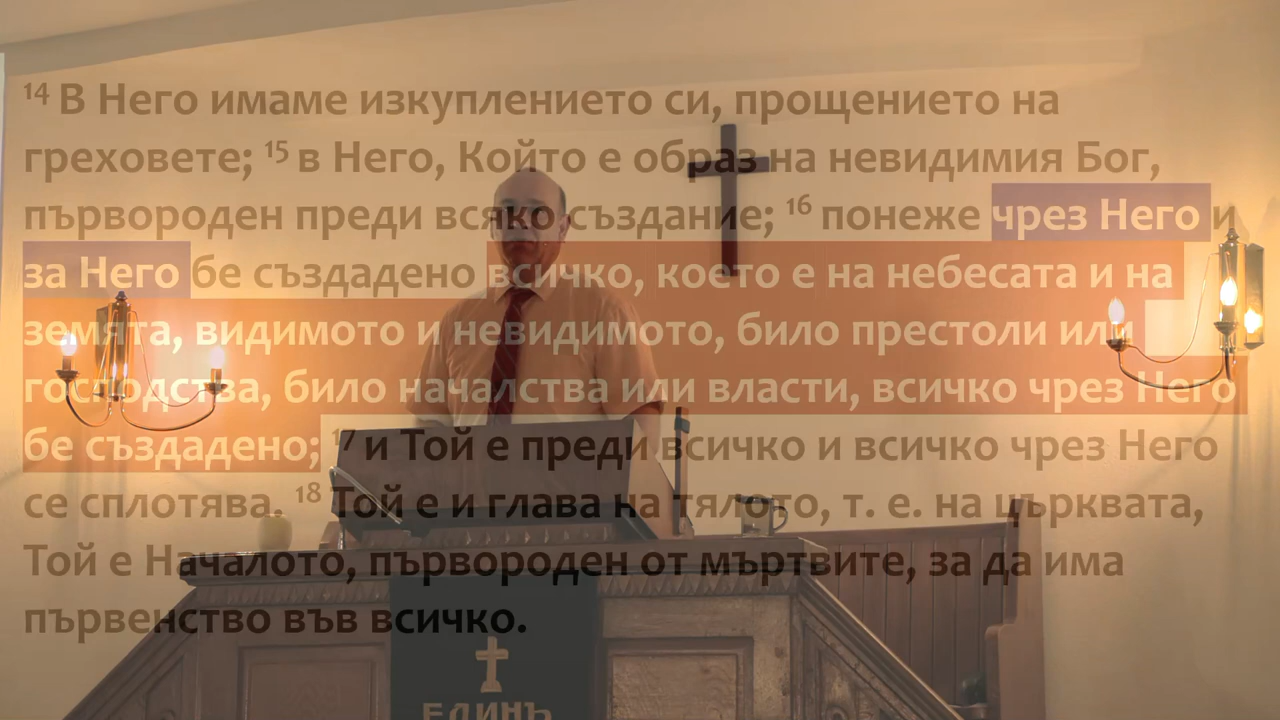 14 В Него имаме изкуплението си, прощението на
греховете; 15 в Него, Който е образ на невидимия Бог,
първороден преди всяко създание; 16 понеже чрез Него и
за Него бе създадено всичко, което е на небесата и на
земята, видимото и невидимото, било престоли или
господства, било началства или власти, всичко чрез Него
бе създадено; 17 и Той е преди всичко и всичко чрез Него
се сплотява. 18 Той е и глава на тялото, т. е. на църквата,
Той е Началото, първороден от мъртвите, за да има
първенство във всичко.
ЕДИНЪ